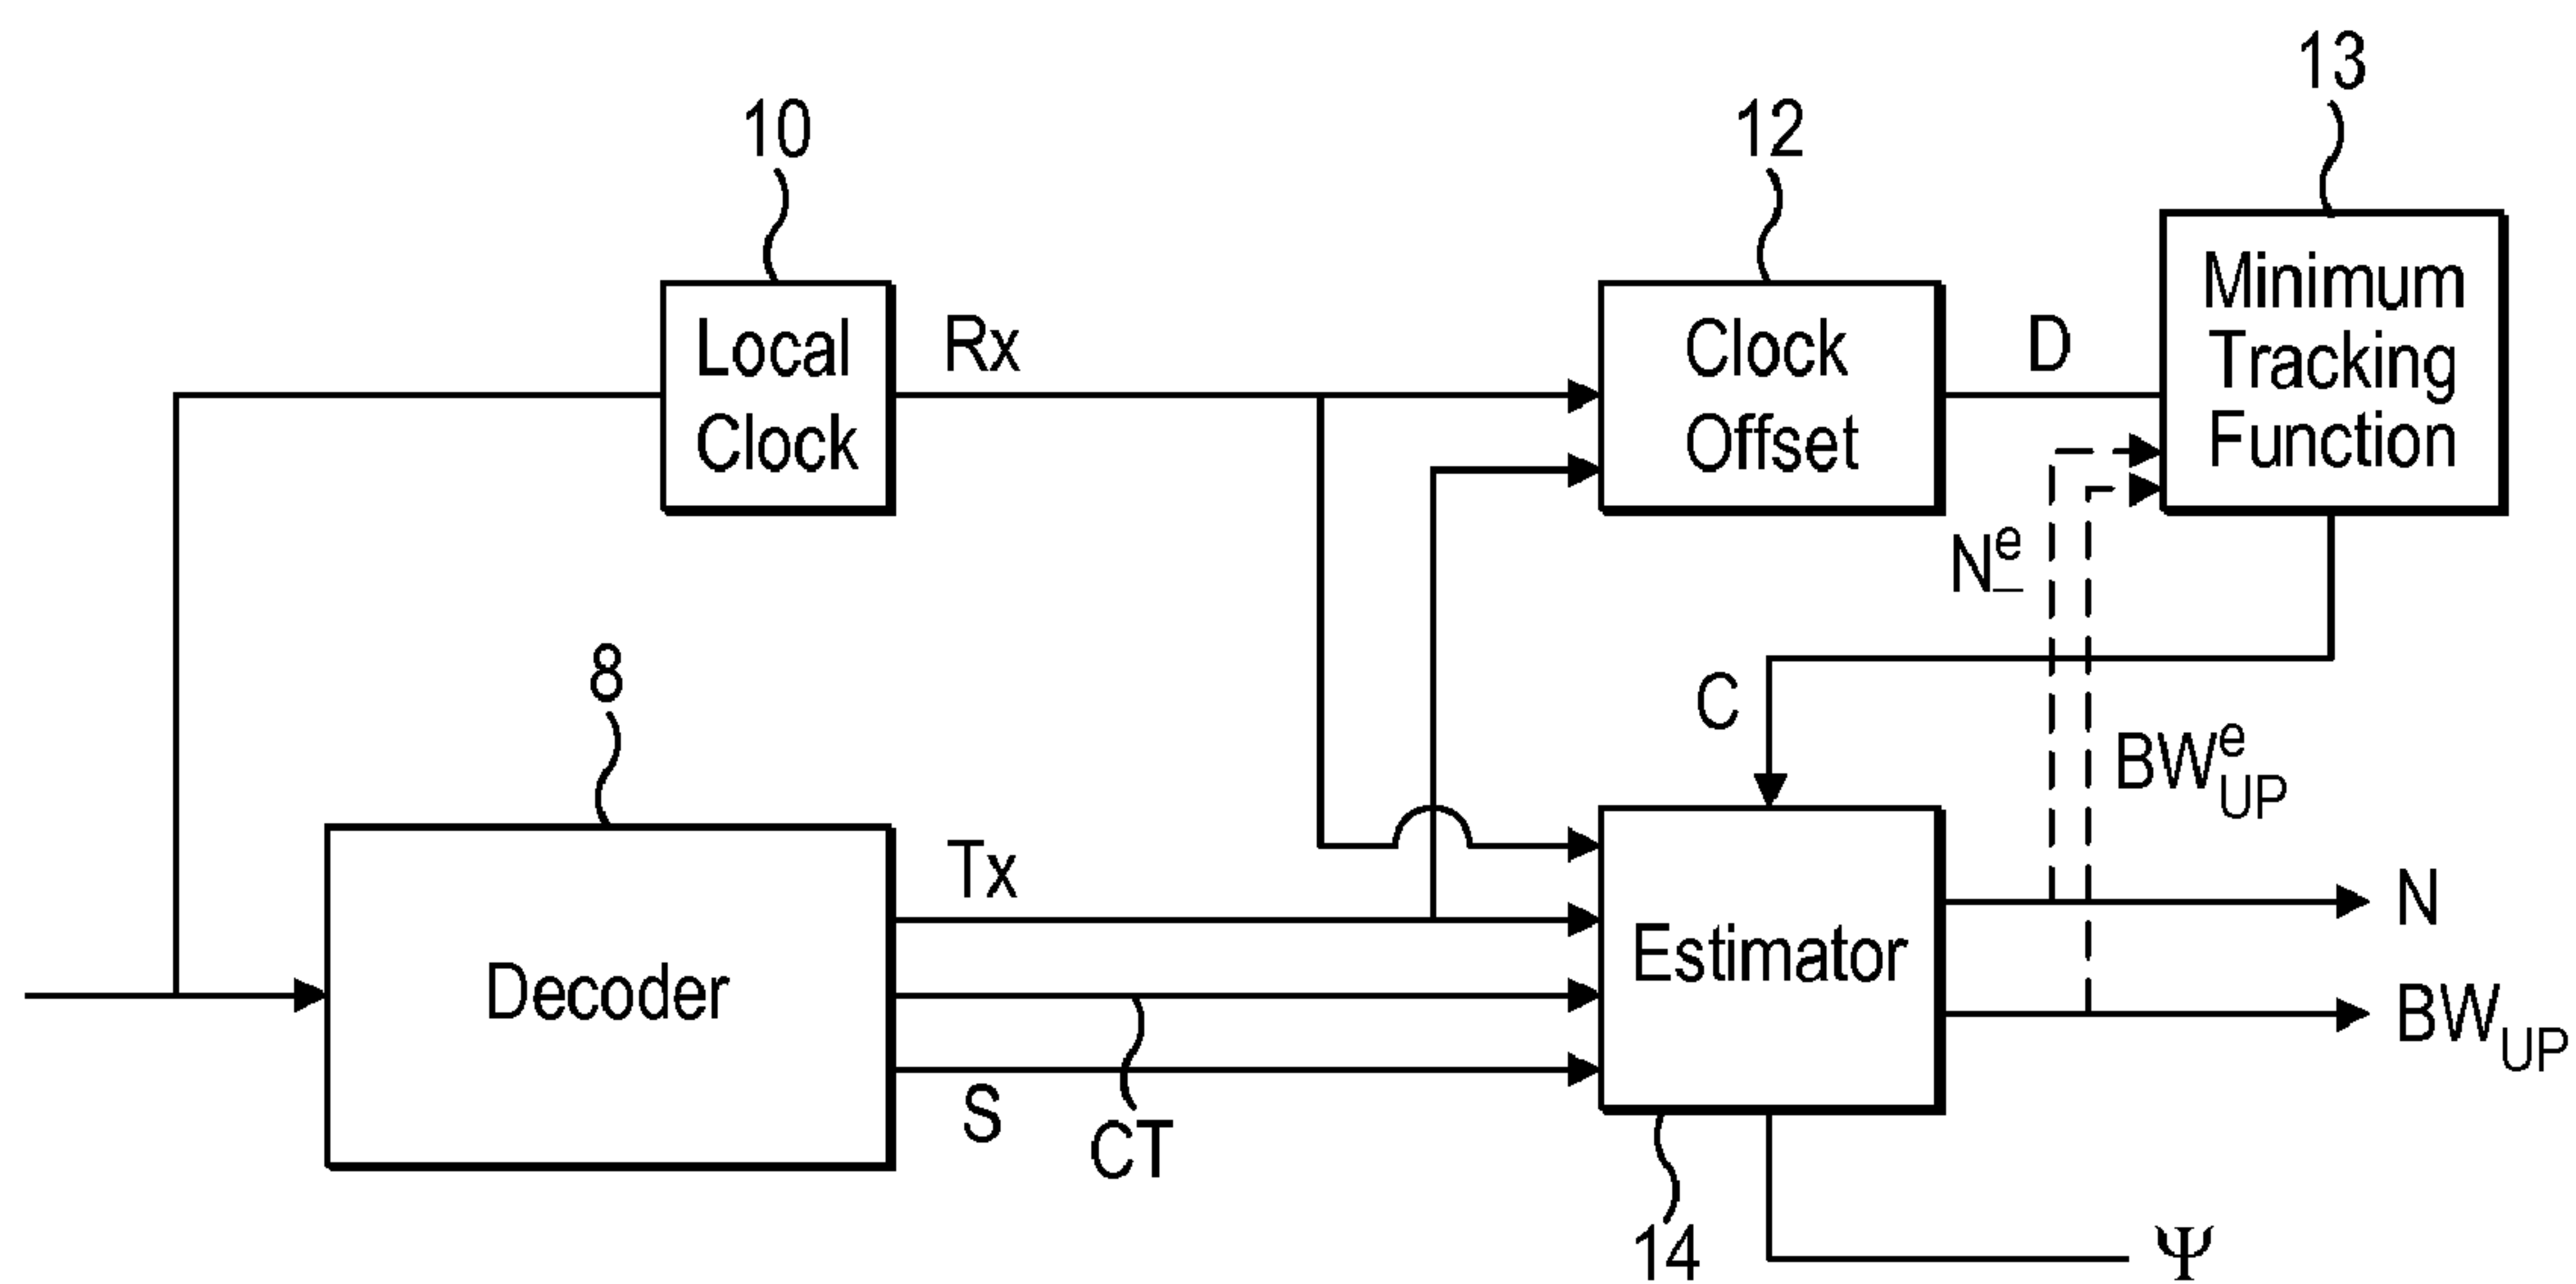 13
10
12
Minimum
Tracking
Function
Local
Clock
Rx
Clock
Offset
D
N_^e
C
8
BW^e_UP
Tx
Decoder
Estimator
N
BW_UP
S
CT
14
Ψ